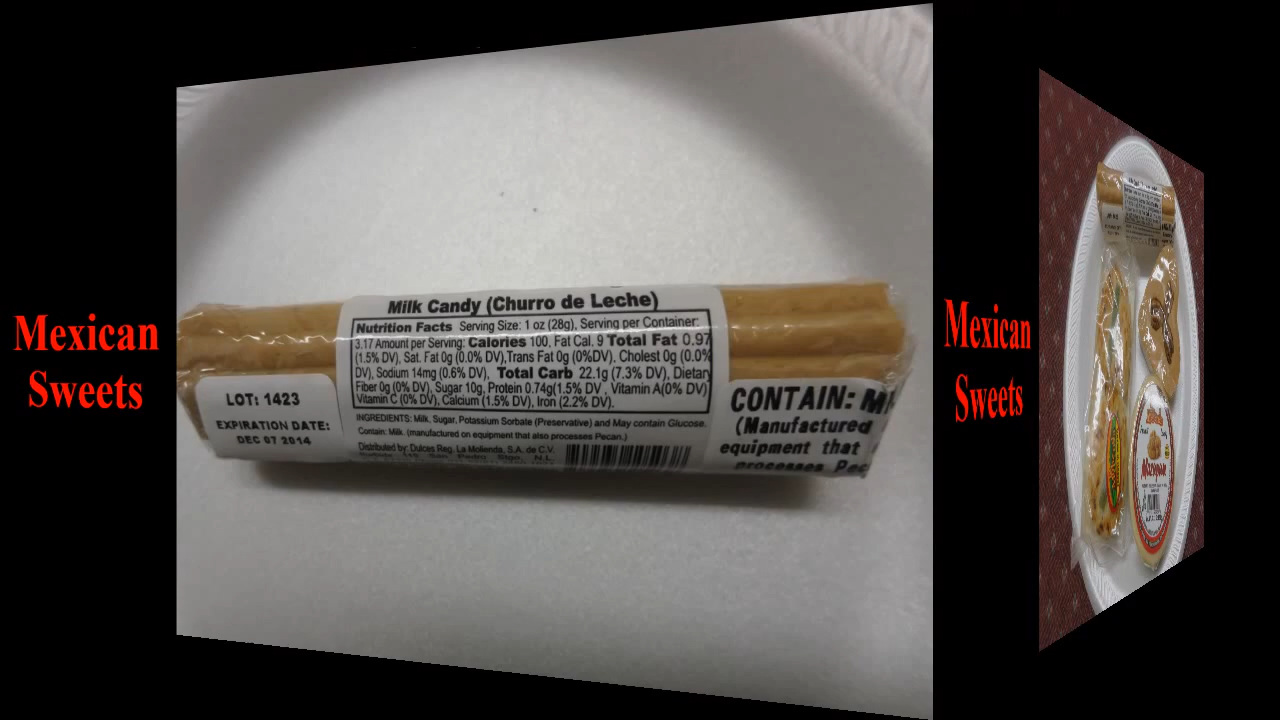 Mexican
Sweets
Milk Candy (Churro de Leche)
Nutrition Facts Serving Size: 1 oz (28g), Serving per Container:
3.17 Amount per Serving: Calories 100, Fat Cal. 9 Total Fat 0.97
(1.5% DV), Sat. Fat 0g (0.0% DV),Trans Fat 0g (0%DV), Cholest 0g (0.0%
DV), Sodium 14mg (0.6% DV), Total Carb 22.1g (7.3% DV), Dietary
Fiber 0g (0% DV), Sugar 10g, Protein 0.74g(1.5% DV , Vitamin A(0% DV)
Vitamin C (0% DV), Calcium (1.5% DV), Iron (2.2% DV).
INGREDIENTS: Milk, Sugar, Potassium Sorbate (Preservative) and May contain Glucose.
Contain: Milk. (manufactured on equipment that also processes Pecan.)
Distributed by: Dulces Reg. La Molienda, S.A. de C.V.
LOT: 1423
EXPIRATION DATE:
DEC 07 2014
CONTAIN: Mi
(Manufactured
equipment that
processes Pec
Mexican
Sweets
Mazapan